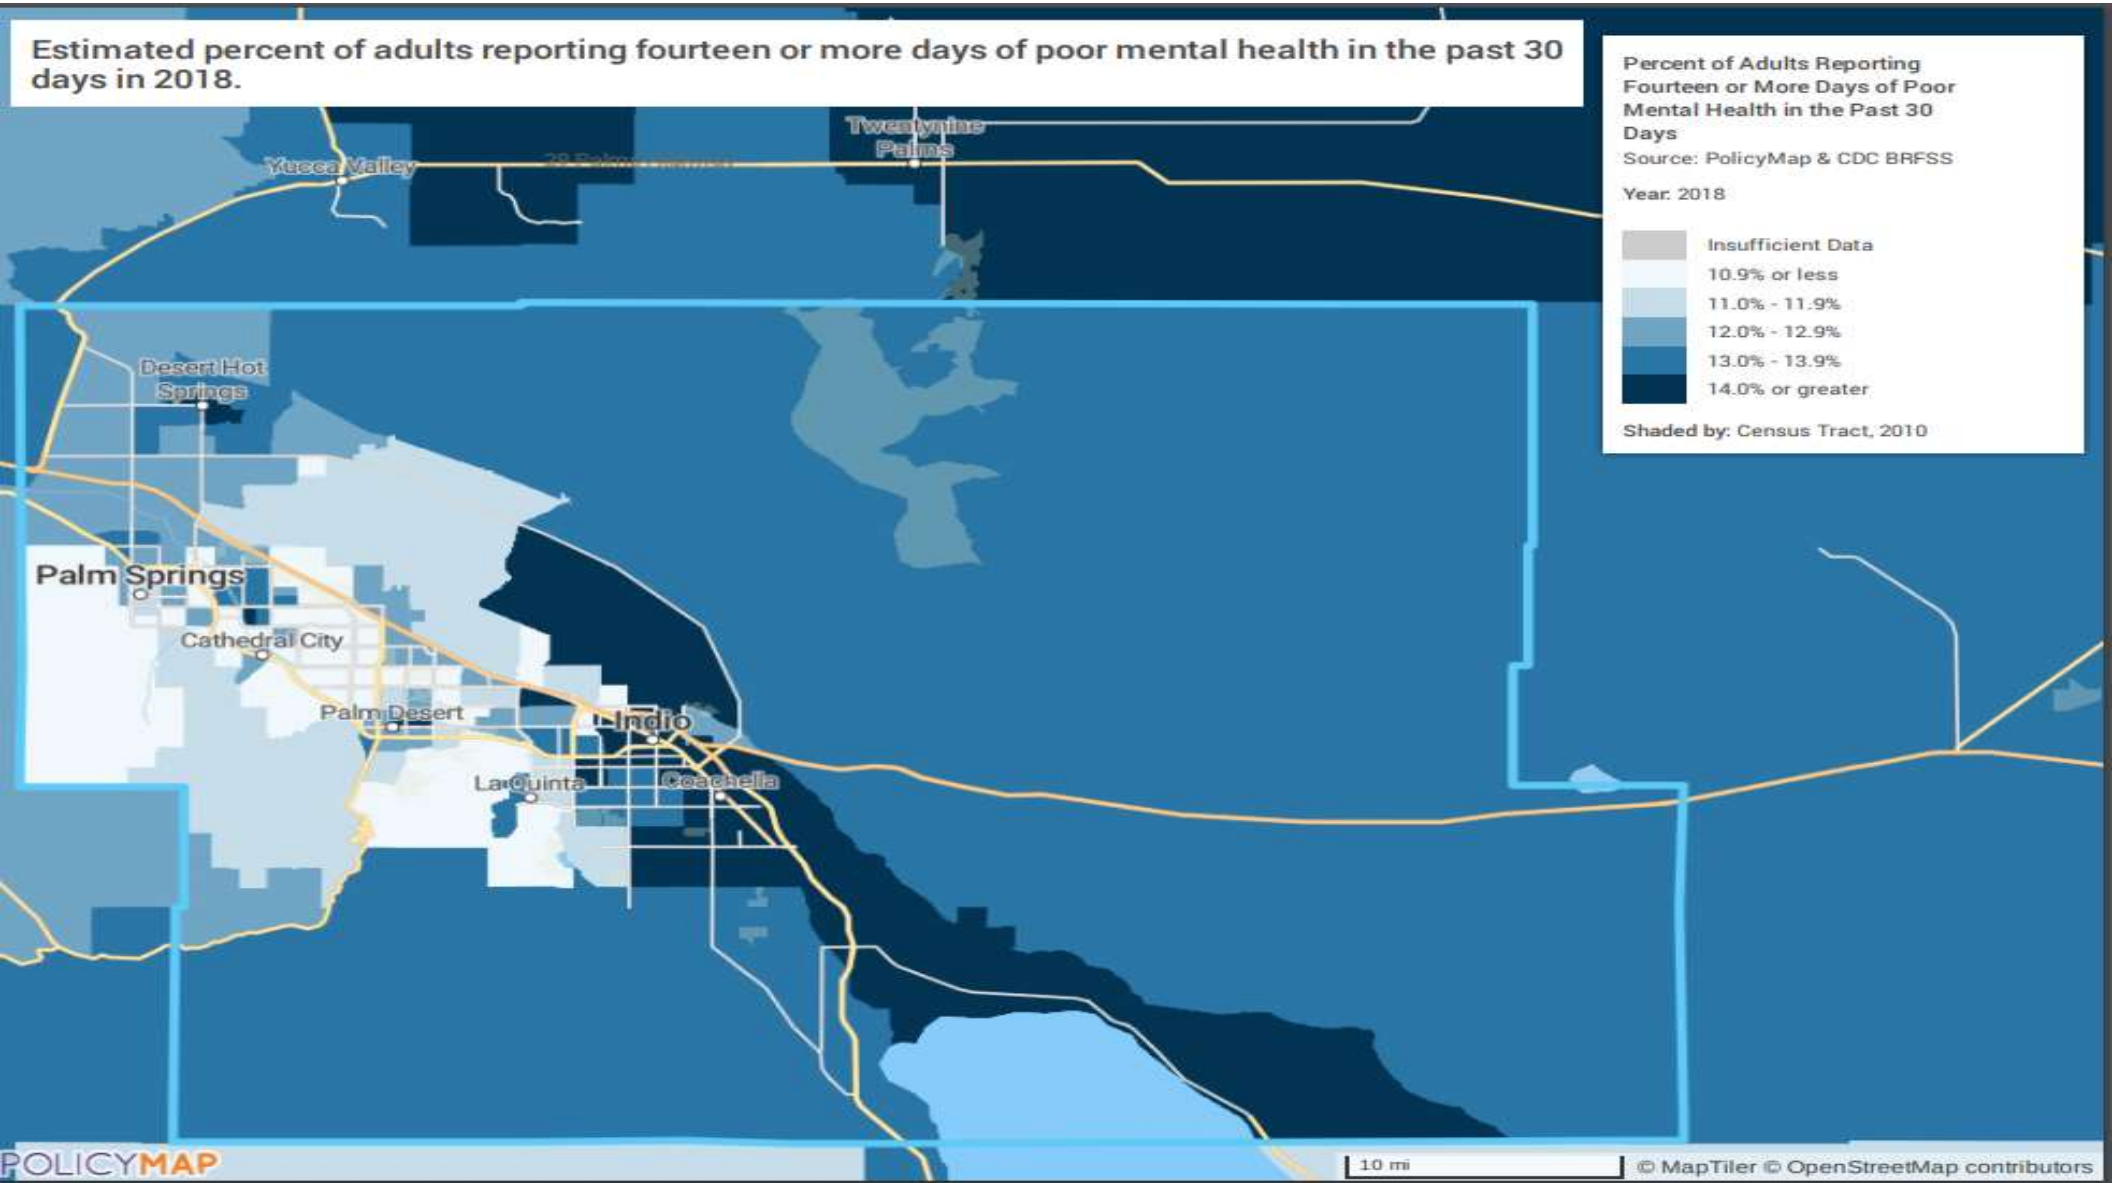 Estimated percent of adults reporting fourteen or more days of poor mental health in the past 30
days in 2018.
Percent of Adults Reporting
Fourteen or More Days of Poor
Mental Health in the Past 30
Days
Source: PolicyMap & CDC BRFSS
Year: 2018
Insufficient Data
10.9% or less
11.0% - 11.9%
12.0% - 12.9%
13.0% - 13.9%
14.0% or greater
Shaded by: Census Tract, 2010
Twentynine
Palms
Yucca Valley
Desert Hot
Springs
Palm Springs
Cathedral City
Palm Desert
Indio
La Quinta
Coachella
POLICYMAP
10 mi
© MapTiler © OpenStreetMap contributors